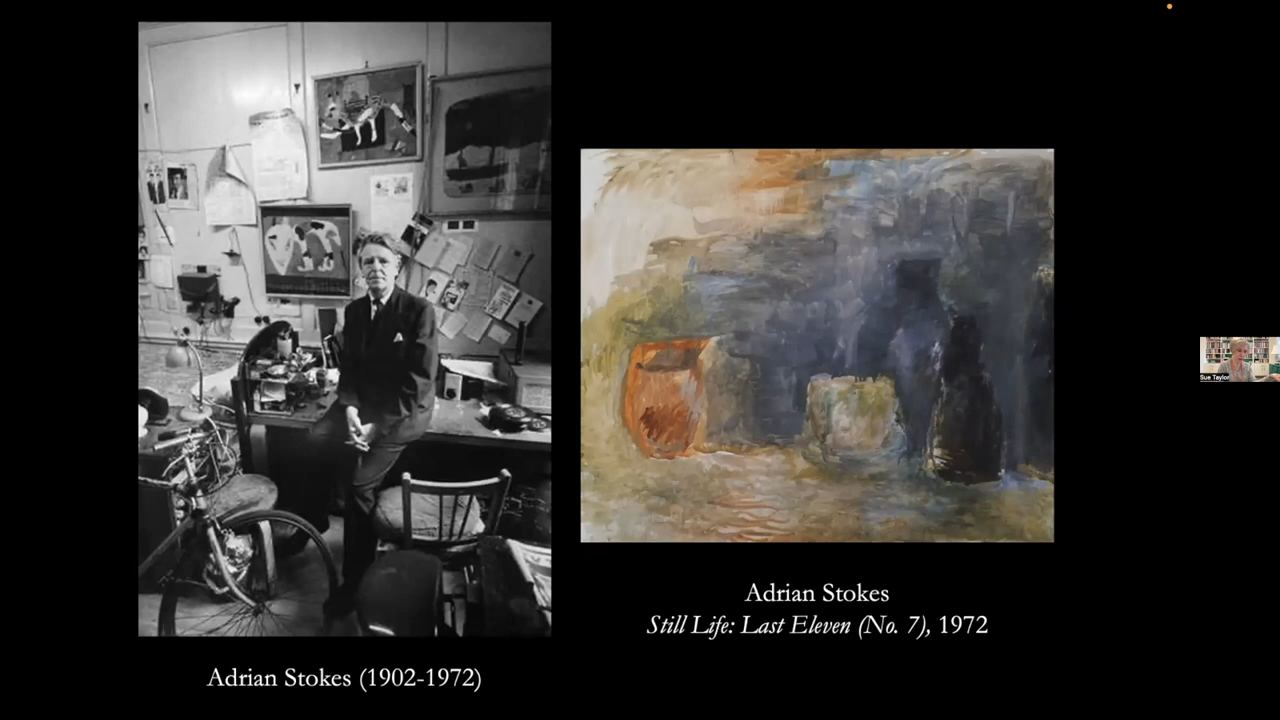 Adrian Stokes
Still Life: Last Eleven (No. 7), 1972
Adrian Stokes (1902-1972)
Sue Taylor